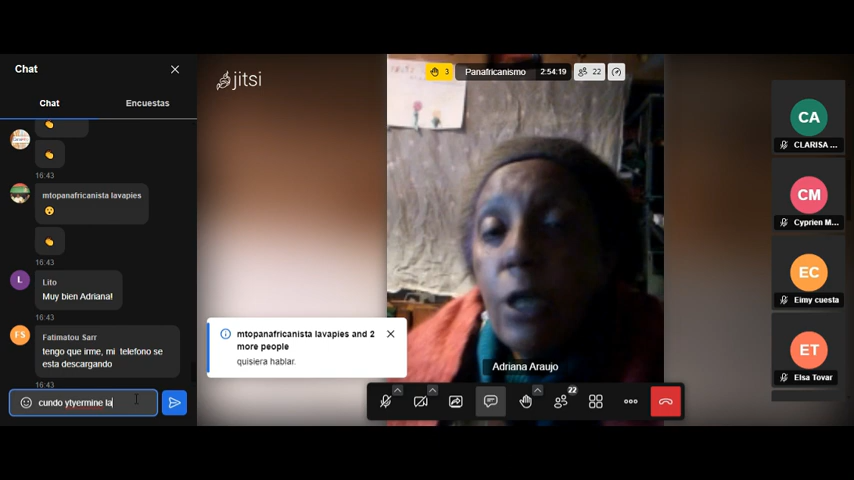 Chat
jitsi
3
Panafricanismo
2:54:19
22
Chat
Encuestas
16:43
mtopanafricanista lavapies
16:43
L
Lito
Muy bien Adriana!
FS
Fatimatou Sarr
tengo que irme, mi telefono se
esta descargando
16:43
cundo ytyermine la
mtopanafricanista lavapies and 2
more people
quisiera hablar.
Adriana Araujo
22
CA
CLARISA ...
CM
Cyprien M...
EC
Eimy cuesta
ET
Elsa Tovar